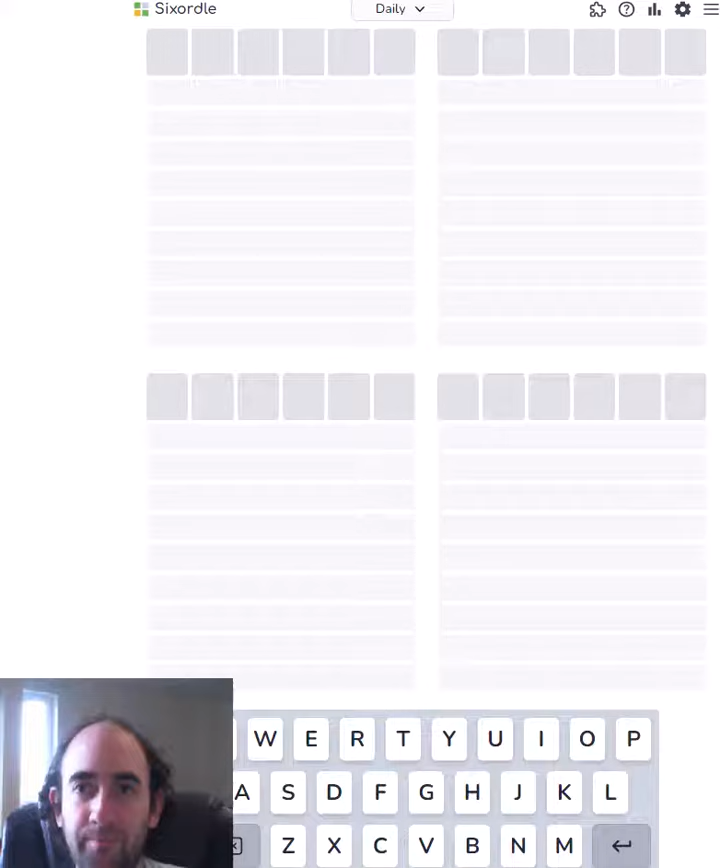 Sixordle
Daily
W E R T Y U I O P
A S D F G H J K L
Z X C V B N M